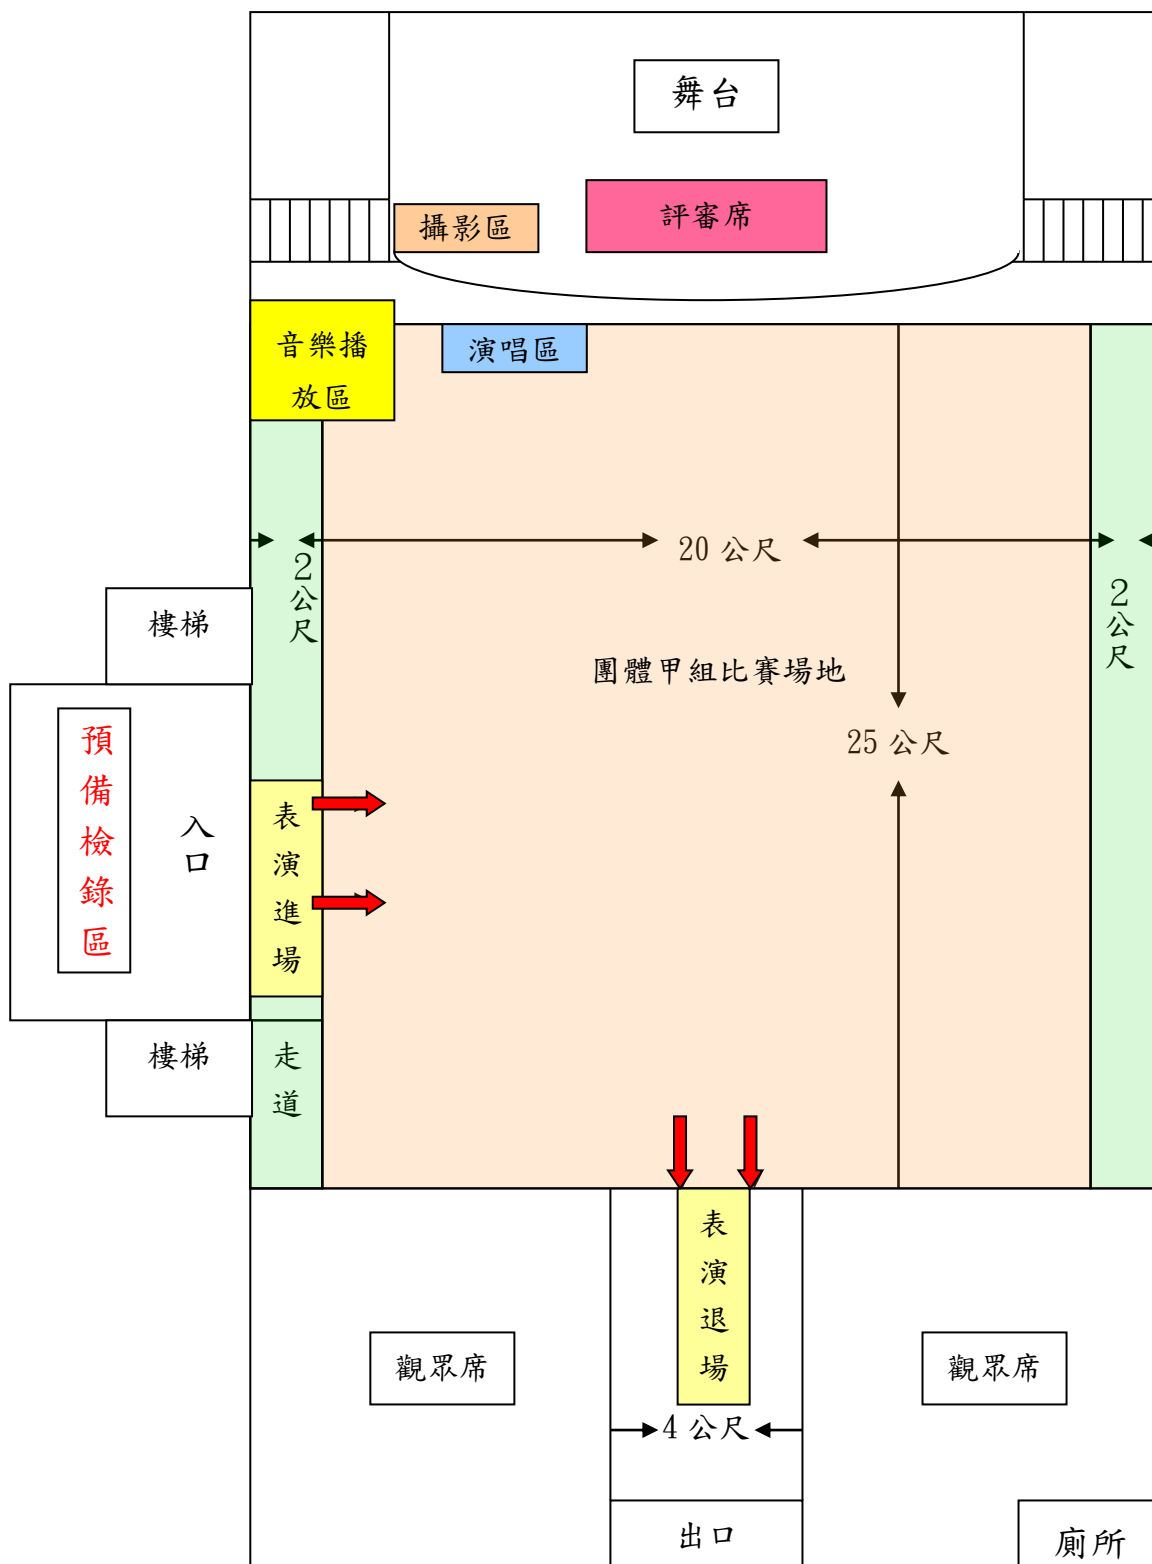 舞台
評審席
攝影區
音樂播
放區
演唱區
20 公尺
2公尺
2公尺
樓梯
團體甲組比賽場地
25 公尺
預備檢錄區
入口
表演進場
樓梯
走道
表演退場
觀眾席
觀眾席
4 公尺
出口
廁所